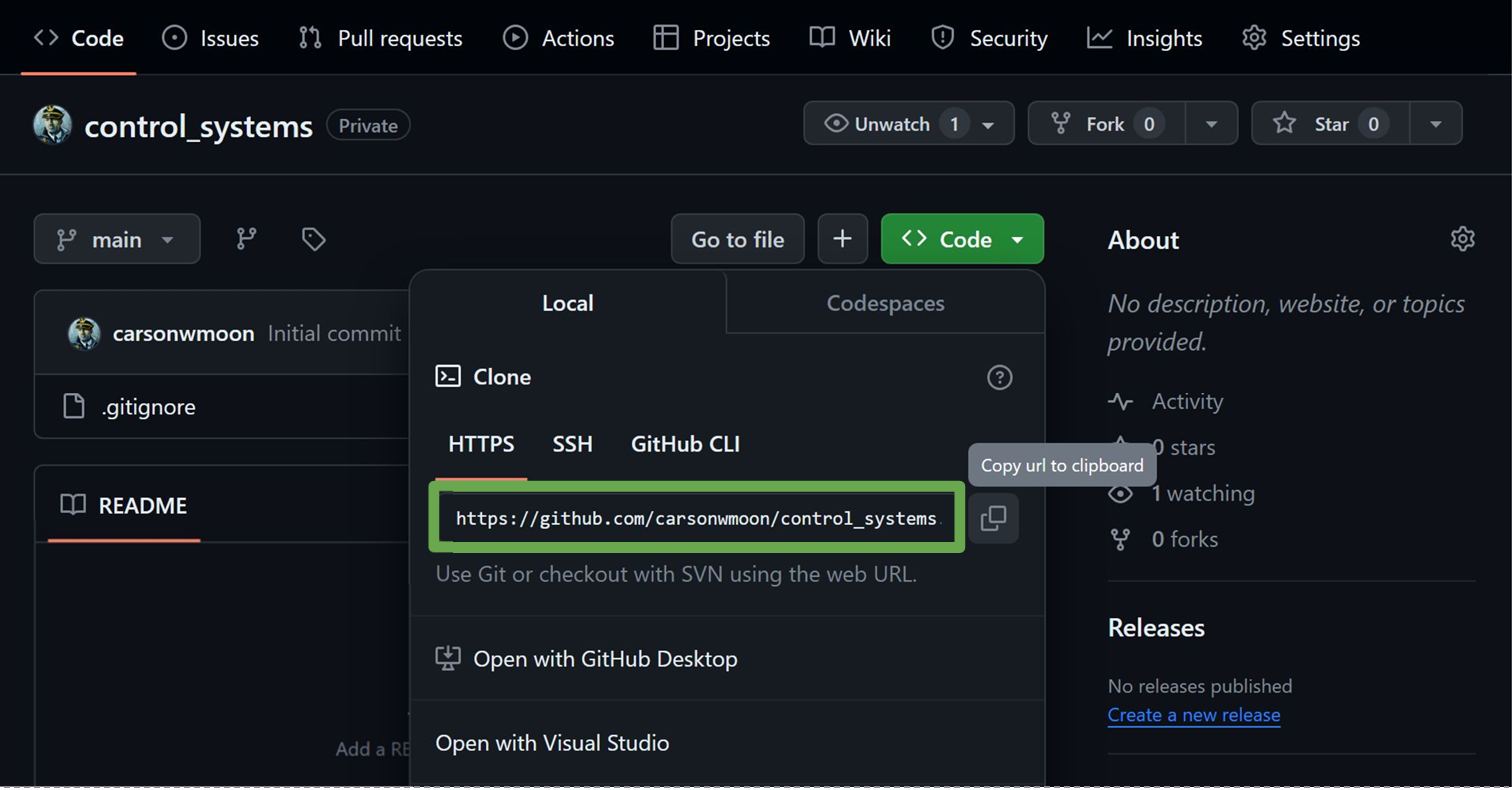 Code Issues Pull requests Actions Projects Wiki Security Insights Settings
control_systems Private
Unwatch 1 Fork 0 Star 0
main Go to file Code
About
No description, website, or topics
provided.
Local Codespaces
carsonwmoon Initial commit
.gitignore
Clone
HTTPS SSH GitHub CLI
Copy url to clipboard
https://github.com/carsonwmoon/control_systems.
Use Git or checkout with SVN using the web URL.
Open with GitHub Desktop
Open with Visual Studio
README
Add a
Activity
0 stars
1 watching
0 forks
Releases
No releases published
Create a new release